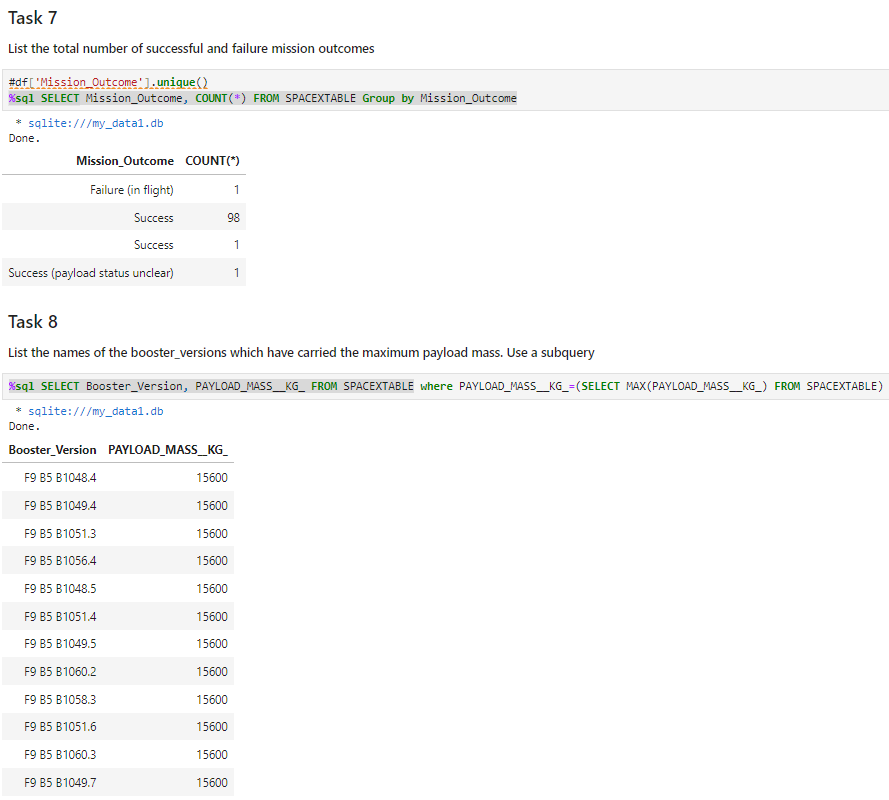 Task 7
List the total number of successful and failure mission outcomes
#df['Mission_Outcome'].unique()
%sql SELECT Mission_Outcome, COUNT(*) FROM SPACEXTABLE Group by Mission_Outcome
* sqlite:///my_data1.db
Done.
Mission_Outcome COUNT(*)
Failure (in flight) 1
Success 98
Success 1
Success (payload status unclear) 1
Task 8
List the names of the booster_versions which have carried the maximum payload mass. Use a subquery
%sql SELECT Booster_Version, PAYLOAD_MASS__KG_ FROM SPACEXTABLE where PAYLOAD_MASS__KG_=(SELECT MAX(PAYLOAD_MASS__KG_) FROM SPACEXTABLE)
* sqlite:///my_data1.db
Done.
Booster_Version PAYLOAD_MASS__KG_
F9 B5 B1048.4 15600
F9 B5 B1049.4 15600
F9 B5 B1051.3 15600
F9 B5 B1056.4 15600
F9 B5 B1048.5 15600
F9 B5 B1051.4 15600
F9 B5 B1049.5 15600
F9 B5 B1060.2 15600
F9 B5 B1058.3 15600
F9 B5 B1051.6 15600
F9 B5 B1060.3 15600
F9 B5 B1049.7 15600